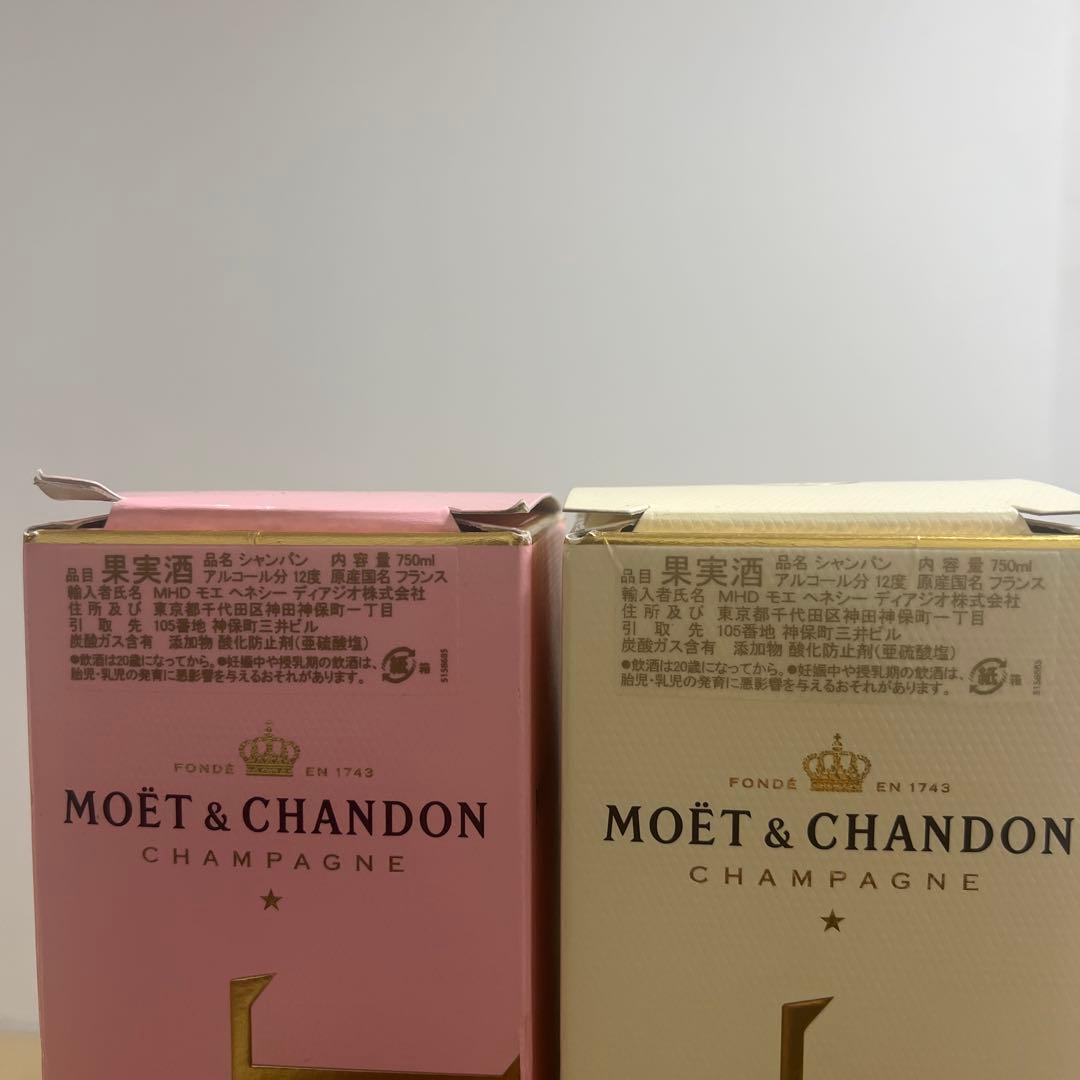 品目 果実酒 品名 シャンパン 内容量 750ml
アルコール分 12度 原産国名 フランス
輸入者氏名 MHD モエ ヘネシー ディアジオ株式会社
住所及び 東京都千代田区神田神保町一丁目
引取先 105番地 神保町三井ビル
炭酸ガス含有 添加物 酸化防止剤(亜硫酸塩)
●飲酒は20歳になってから。●妊娠中や授乳期の飲酒は、
胎児・乳児の発育に悪影響を与えるおそれがあります。
紙 箱
5158685
FONDÉ EN 1743
MOËT & CHANDON
CHAMPAGNE
品目 果実酒 品名 シャンパン 内容量 750ml
アルコール分 12度 原産国名 フランス
輸入者氏名 MHD モエ ヘネシー ディアジオ株式会社
住所及び 東京都千代田区神田神保町一丁目
引取先 105番地 神保町三井ビル
炭酸ガス含有 添加物 酸化防止剤(亜硫酸塩)
●飲酒は20歳になってから。●妊娠中や授乳期の飲酒は、
胎児・乳児の発育に悪影響を与えるおそれがあります。
紙 箱
FONDÉ EN 1743
MOËT & CHANDON
CHAMPAGNE